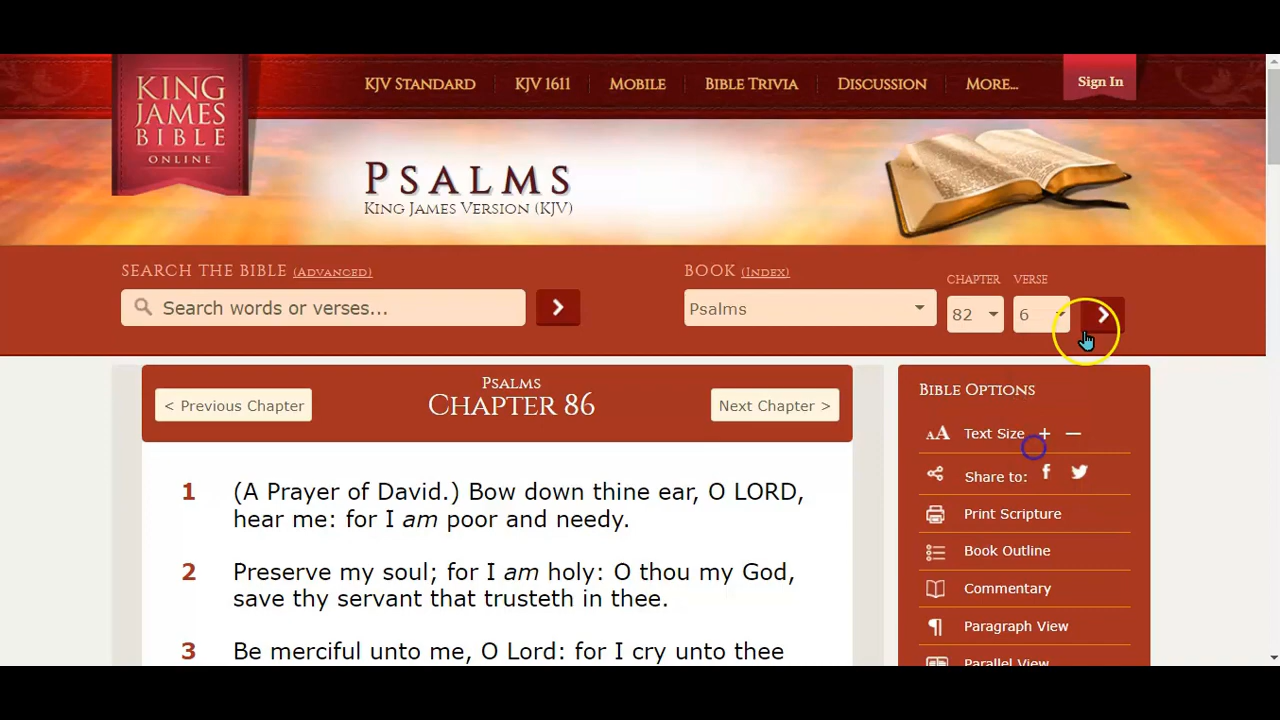 KING
JAMES
BIBLE
ONLINE
KJV STANDARD
KJV 1611
MOBILE
BIBLE TRIVIA
DISCUSSION
MORE...
Sign In
PSALMS
KING JAMES VERSION (KJV)
SEARCH THE BIBLE (ADVANCED)
Search words or verses...
BOOK (INDEX)
Psalms
CHAPTER
82
VERSE
6
< Previous Chapter
PSALMS
CHAPTER 86
Next Chapter >
1 (A Prayer of David.) Bow down thine ear, O LORD,
hear me: for I am poor and needy.
2 Preserve my soul; for I am holy: O thou my God,
save thy servant that trusteth in thee.
3 Be merciful unto me, O Lord: for I cry unto thee
BIBLE OPTIONS
AA Text Size + −
Share to:
Print Scripture
Book Outline
Commentary
Paragraph View
Parallel View